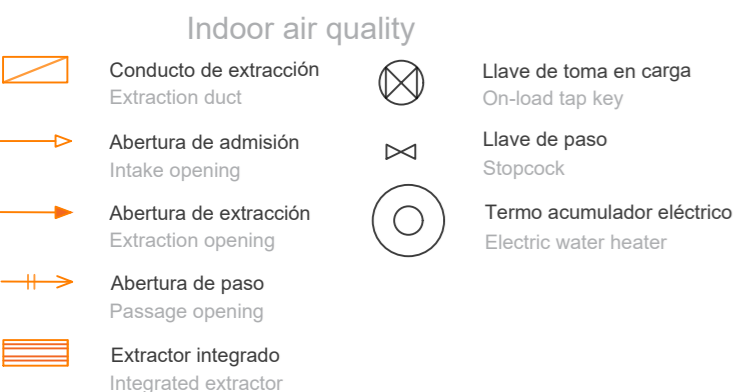 Indoor air quality
Conducto de extracción
Extraction duct
Abertura de admisión
Intake opening
Abertura de extracción
Extraction opening
Abertura de paso
Passage opening
Extractor integrado
Integrated extractor
Llave de toma en carga
On-load tap key
Llave de paso
Stopcock
Termo acumulador eléctrico
Electric water heater